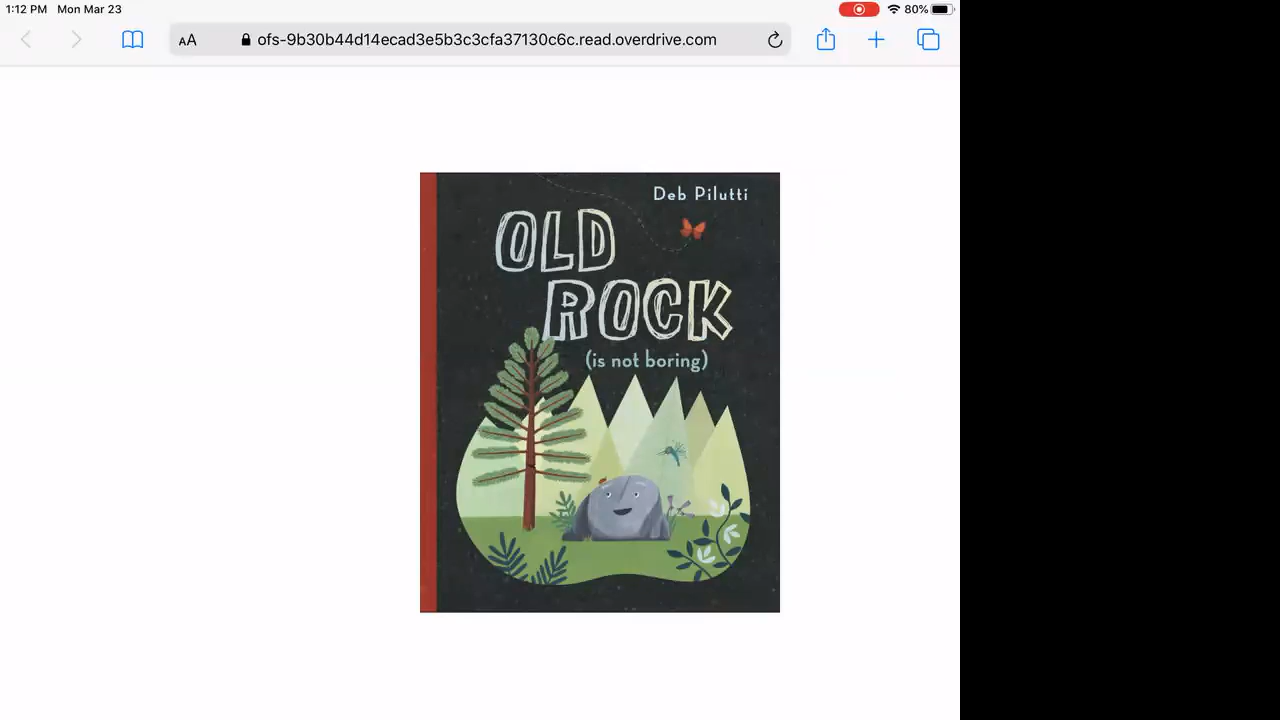 1:12 PM Mon Mar 23
80%
AA
ofs-9b30b44d14ecad3e5b3c3cfa37130c6c.read.overdrive.com
Deb Pilutti
OLD
ROCK
(is not boring)